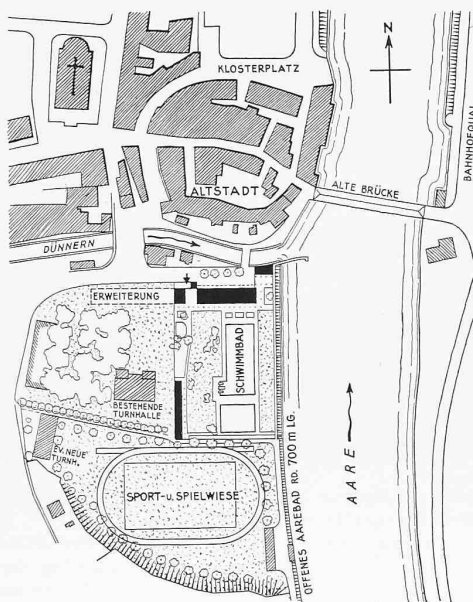 KLOSTERPLATZ
N
BAHNHOFQUAI
ALTSTADT
ALTE BRÜCKE
DÜNNERN
ERWEITERUNG
SCHWIMMBAD
BESTEHENDE
TURNHALLE
EV. NEUE
TURNH.
SPORT- u. SPIELWIESE
OFFENES AAREBAD RD. 700 m LG.
AARE